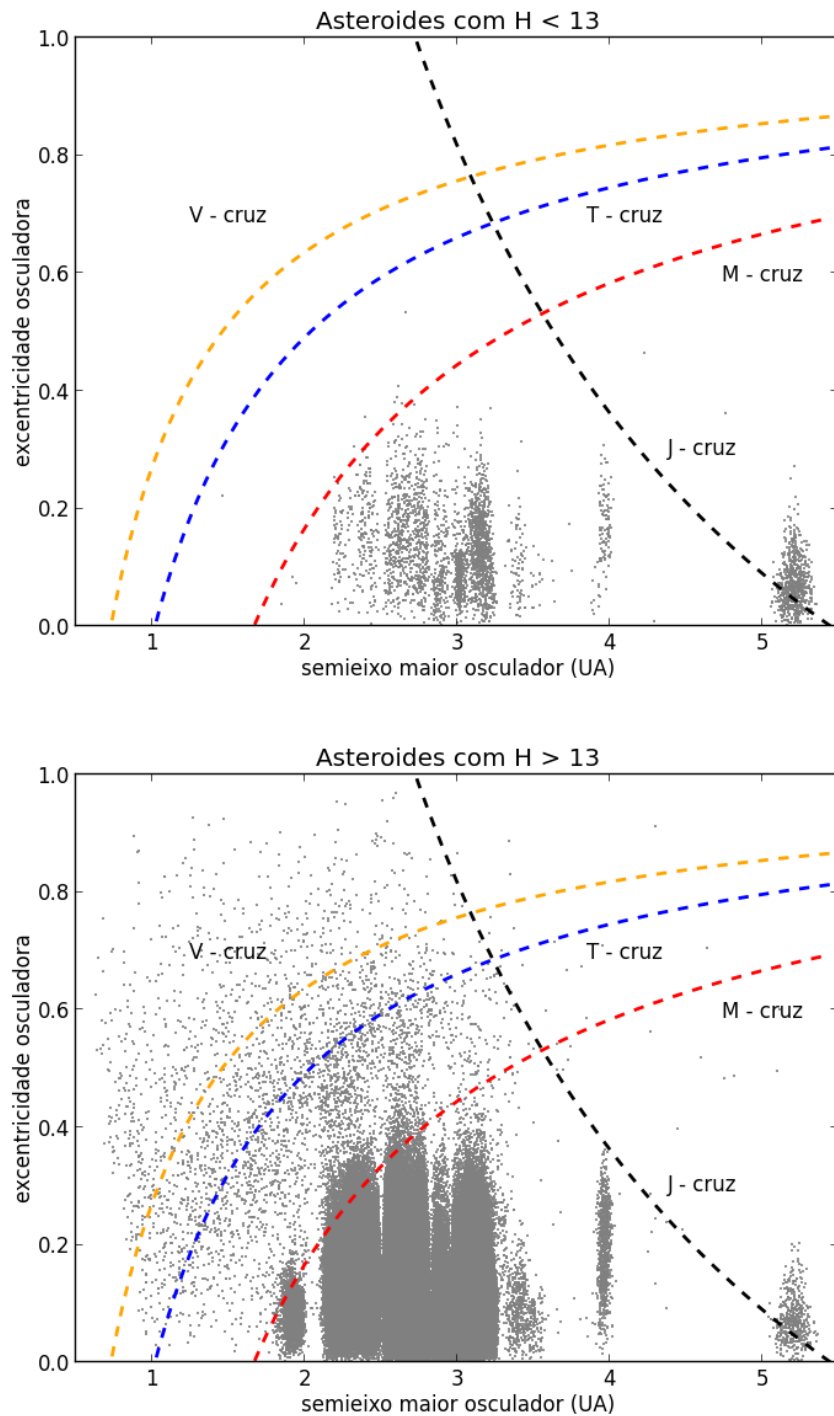 Asteroides com H < 13
1.0
0.8
0.6
0.4
0.2
0.0
excentricidade osculadora
V - cruz
T - cruz
M - cruz
J - cruz
1 2 3 4 5
semieixo maior osculador (UA)
Asteroides com H > 13
1.0
0.8
0.6
0.4
0.2
0.0
excentricidade osculadora
V - cruz
T - cruz
M - cruz
J - cruz
1 2 3 4 5
semieixo maior osculador (UA)